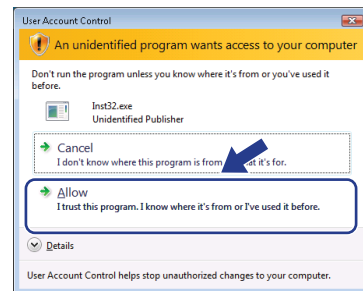 User Account Control
An unidentified program wants access to your computer
Don't run the program unless you know where it's from or you've used it
before.
Inst32.exe
Unidentified Publisher
Cancel
I don't know where this program is from at it's for.
Allow
I trust this program. I know where it's from or I've used it before.
Details
User Account Control helps stop unauthorized changes to your computer.